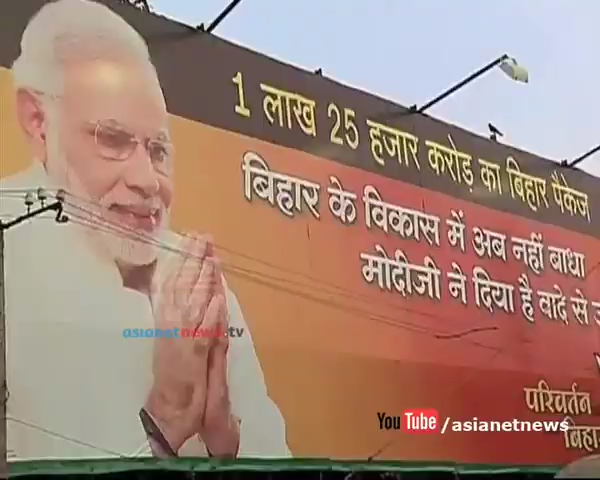 1 लाख 25 हजार करोड़ का बिहार पैकेज
बिहार के विकास में अब नहीं बाधा
मोदीजी ने दिया है वादे से
परिवर्तन
asianetnews.tv
YouTube /asianetnews